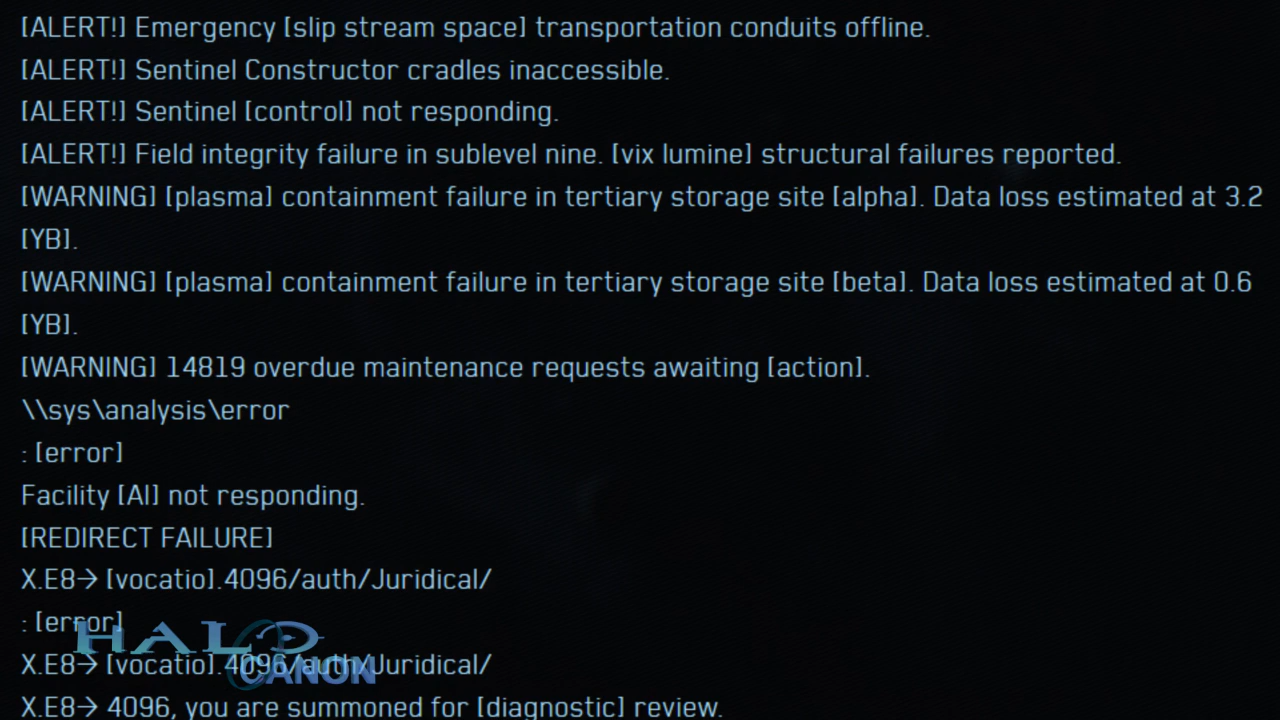 [ALERT!] Emergency [slip stream space] transportation conduits offline.
[ALERT!] Sentinel Constructor cradles inaccessible.
[ALERT!] Sentinel [control] not responding.
[ALERT!] Field integrity failure in sublevel nine. [vix lumine] structural failures reported.
[WARNING] [plasma] containment failure in tertiary storage site [alpha]. Data loss estimated at 3.2
[YB].
[WARNING] [plasma] containment failure in tertiary storage site [beta]. Data loss estimated at 0.6
[YB].
[WARNING] 14819 overdue maintenance requests awaiting [action].
\\sys\analysis\error
: [error]
Facility [AI] not responding.
[REDIRECT FAILURE]
X.E8→ [vocatio].4096/auth/Juridical/
: [error]
HALO
X.E8→ [vocatio].4096/auth/Juridical/
CANON
X.E8→ 4096, you are summoned for [diagnostic] review.